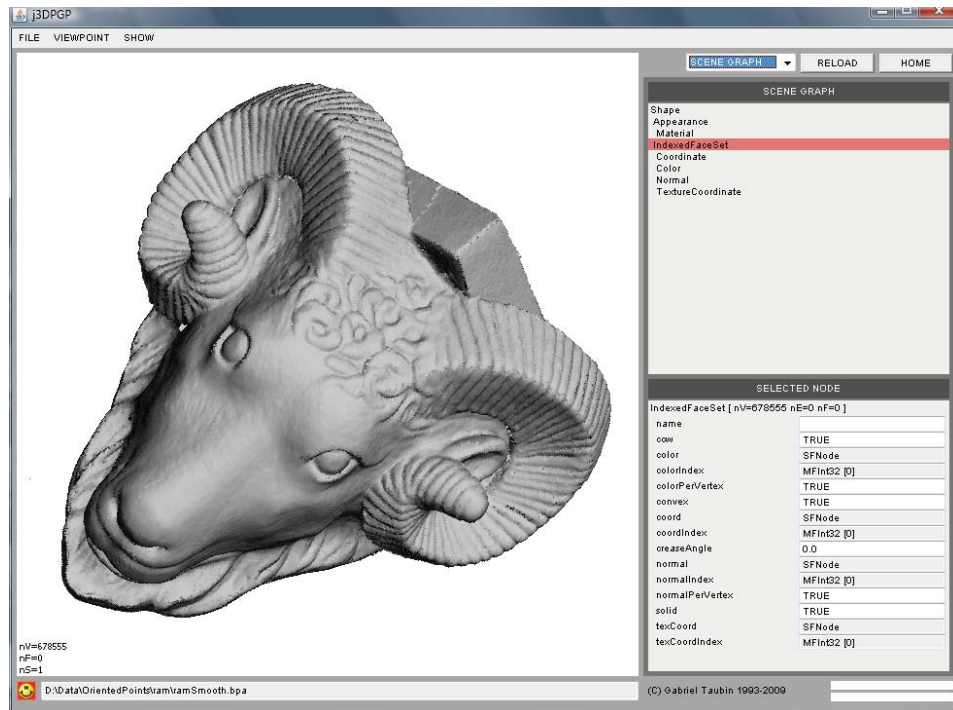 j3DPGP
FILE VIEWPOINT SHOW
SCENE GRAPH RELOAD HOME
SCENE GRAPH
Shape
Appearance
Material
IndexedFaceSet
Coordinate
Color
Normal
TextureCoordinate
SELECTED NODE
IndexedFaceSet [ nV=678555 nE=0 nF=0 ]
name
ccw TRUE
color SFNode
colorIndex MFInt32 [0]
colorPerVertex TRUE
convex TRUE
coord SFNode
coordIndex MFInt32 [0]
creaseAngle 0.0
normal SFNode
normalIndex MFInt32 [0]
normalPerVertex TRUE
solid TRUE
texCoord SFNode
texCoordIndex MFInt32 [0]
nV=678555
nF=0
nS=1
D:\Data\OrientedPoints\ram\ramSmooth.bpa
(C) Gabriel Taubin 1993-2009